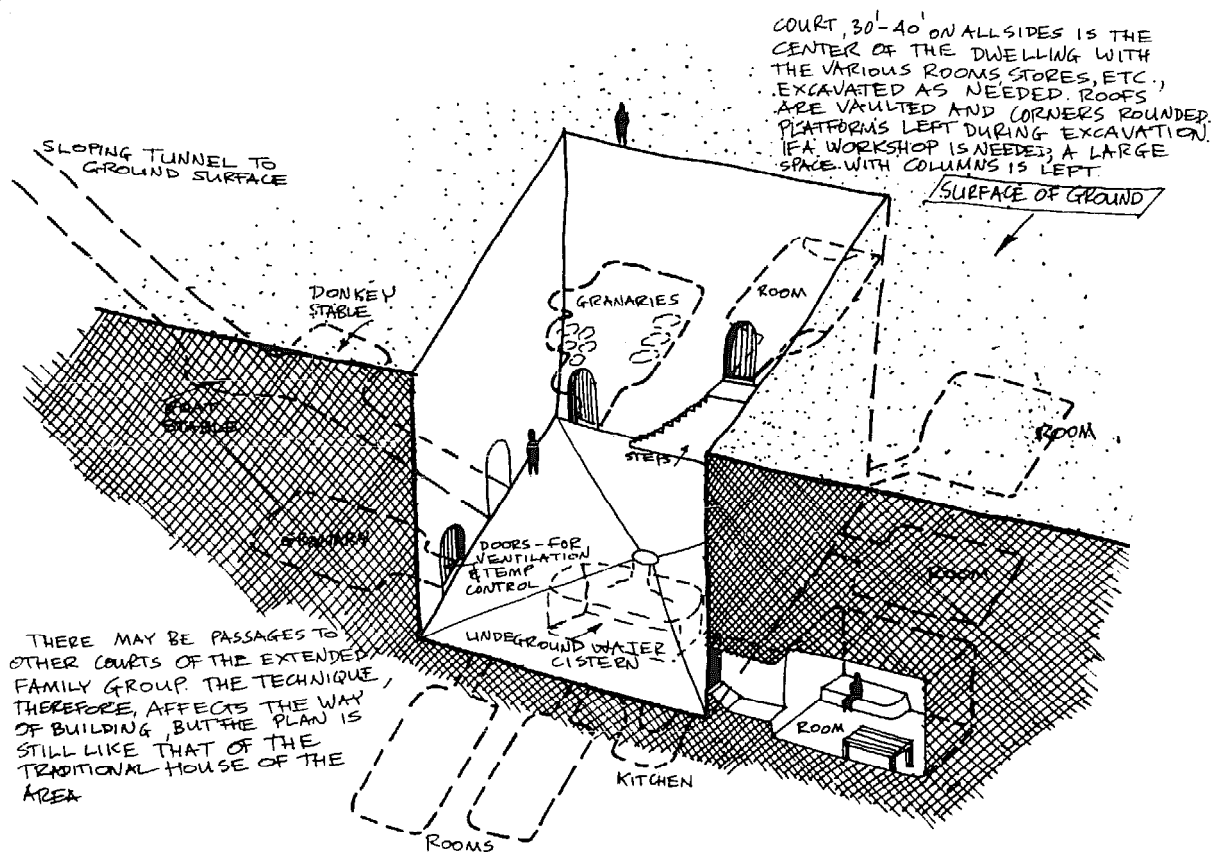 COURT, 30'-40' ON ALL SIDES IS THE
CENTER OF THE DWELLING WITH
THE VARIOUS ROOMS, STORES, ETC.,
EXCAVATED AS NEEDED. ROOFS
ARE VAULTED AND CORNERS ROUNDED.
PLATFORMS LEFT DURING EXCAVATION.
IF A WORKSHOP IS NEEDED, A LARGE
SPACE WITH COLUMNS IS LEFT.
SURFACE OF GROUND
SLOPING TUNNEL TO
GROUND SURFACE
DONKEY
STABLE
GRANARIES
ROOM
ROOM
GOAT
STABLE
STEPS
GRANARY
DOORS-FOR
VENTILATION
& TEMP
CONTROL
ROOM
UNDEGROUND WATER
CISTERN
THERE MAY BE PASSAGES TO
OTHER COURTS OF THE EXTENDED
FAMILY GROUP. THE TECHNIQUE,
THEREFORE, AFFECTS THE WAY
OF BUILDING, BUT THE PLAN IS
STILL LIKE THAT OF THE
TRADITIONAL HOUSE OF THE
AREA
ROOM
KITCHEN
ROOMS